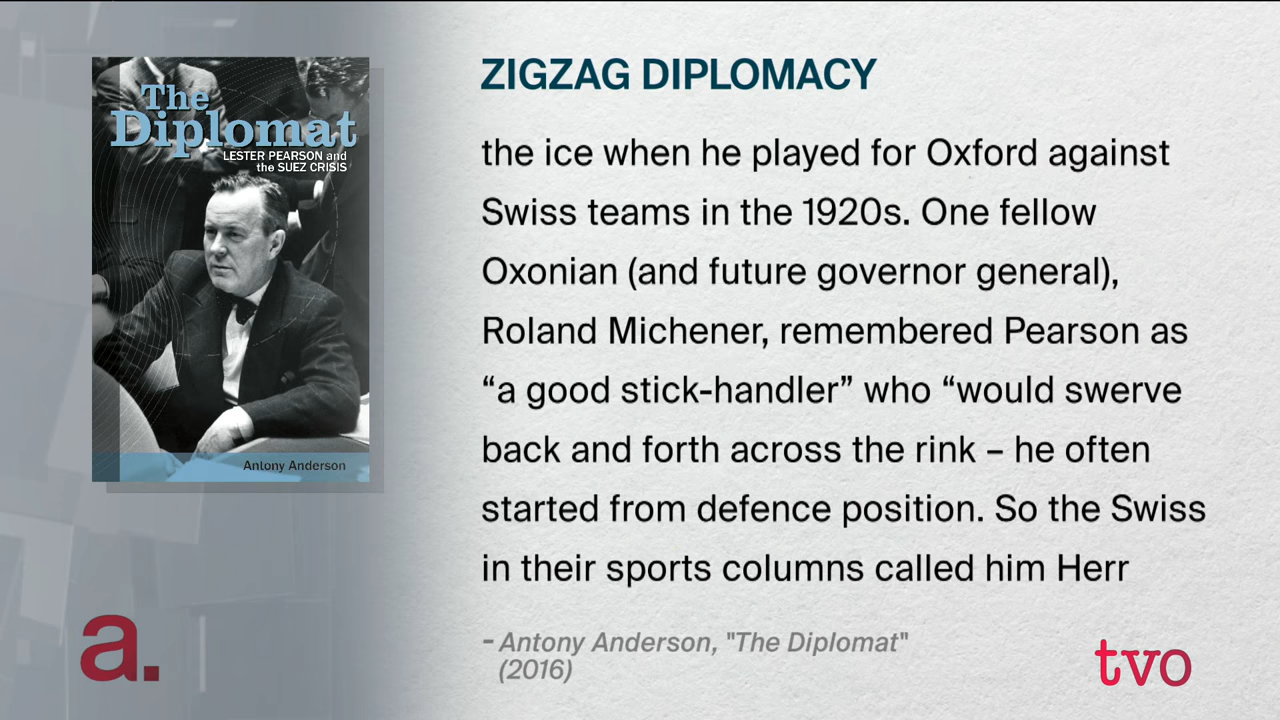 The
Diplomat
LESTER PEARSON and
the SUEZ CRISIS
Antony Anderson
ZIGZAG DIPLOMACY
the ice when he played for Oxford against
Swiss teams in the 1920s. One fellow
Oxonian (and future governor general),
Roland Michener, remembered Pearson as
“a good stick-handler” who “would swerve
back and forth across the rink – he often
started from defence position. So the Swiss
in their sports columns called him Herr
– Antony Anderson, "The Diplomat"
(2016)
a.
tvo